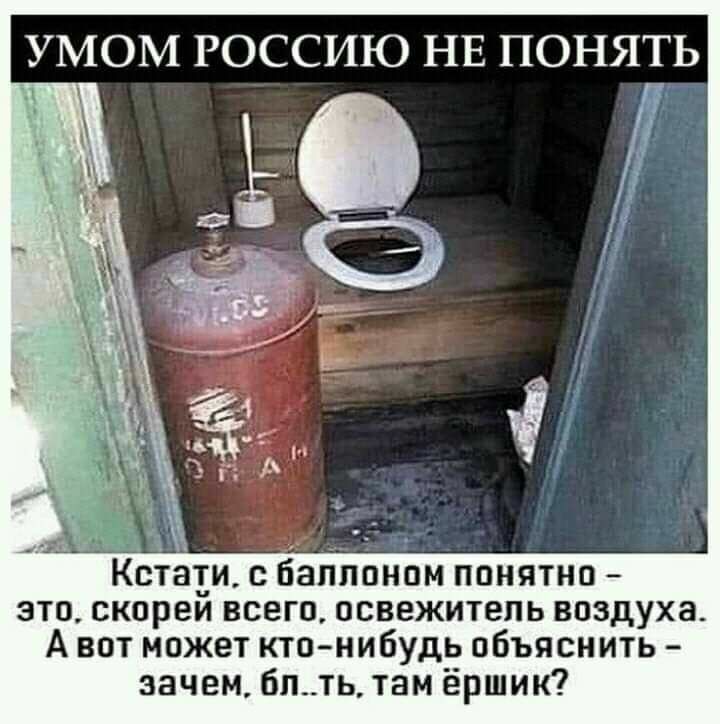 УМОМ РОССИЮ НЕ ПОНЯТЬ
Кстати, с баллоном понятно –
это, скорей всего, освежитель воздуха.
А вот может кто-нибудь объяснить –
зачем, бл..ть, там ёршик?